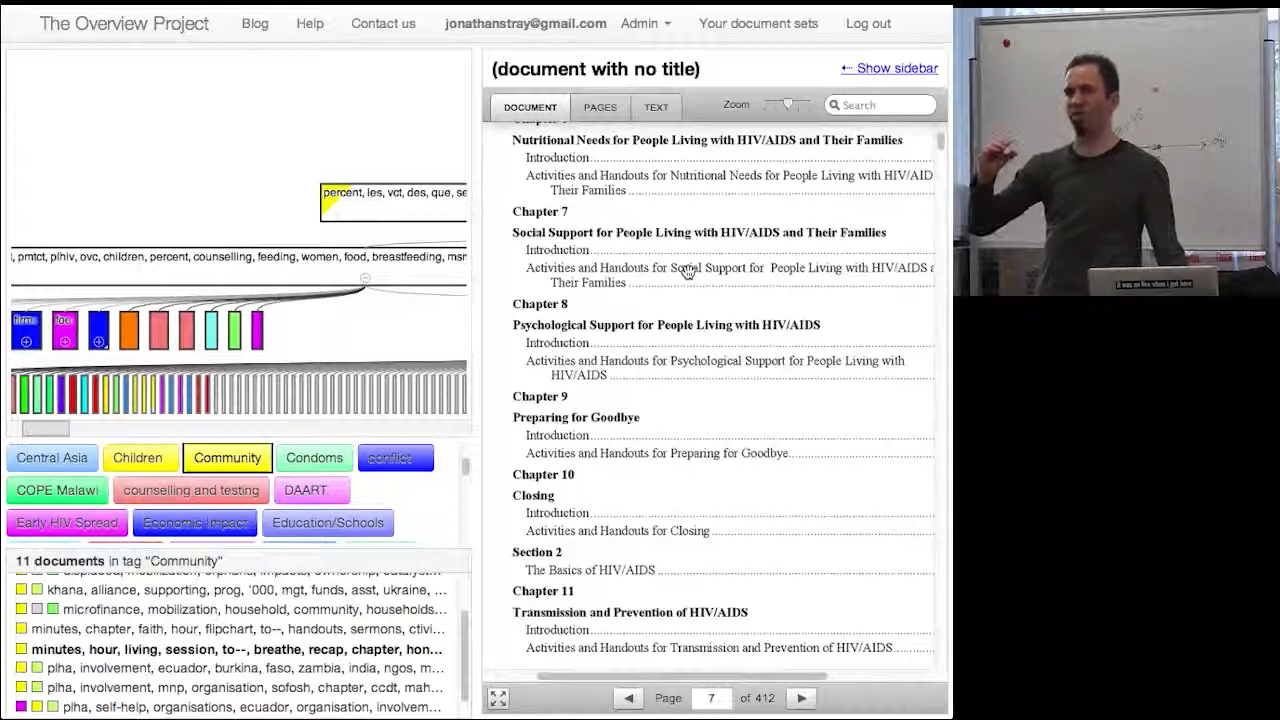 The Overview Project Blog Help Contact us jonathanstray@gmail.com Admin Your document sets Log out
percent, les, vct, des, que, se
, pmtct, plhiv, ovc, children, percent, counselling, feeding, women, food, breastfeeding, msn
Central Asia Children Community Condoms conflict
COPE Malawi counselling and testing DAART
Early HIV Spread Economic Impact Education/Schools
11 documents in tag “Community”
khana, alliance, supporting, prog, ‘000, mgt, funds, asst, ukraine, ...
microfinance, mobilization, household, community, households...
minutes, chapter, faith, hour, flipchart, to--, handouts, sermons, ctivi...
minutes, hour, living, session, to--, breathe, recap, chapter, hon...
plha, involvement, ecuador, burkina, faso, zambia, india, ngos, m...
plha, involvement, mnp, organisation, sofosh, chapter, ccdt, mah...
plha, self-help, organisations, ecuador, organisation, involvem...
(document with no title) Show sidebar
DOCUMENT PAGES TEXT Zoom Search
Nutritional Needs for People Living with HIV/AIDS and Their Families
Introduction
Activities and Handouts for Nutritional Needs for People Living with HIV/AID
Their Families
Chapter 7
Social Support for People Living with HIV/AIDS and Their Families
Introduction
Activities and Handouts for Social Support for People Living with HIV/AIDS a
Their Families
Chapter 8
Psychological Support for People Living with HIV/AIDS
Introduction
Activities and Handouts for Psychological Support for People Living with
HIV/AIDS
Chapter 9
Preparing for Goodbye
Introduction
Activities and Handouts for Preparing for Goodbye
Chapter 10
Closing
Introduction
Activities and Handouts for Closing
Section 2
The Basics of HIV/AIDS
Chapter 11
Transmission and Prevention of HIV/AIDS
Introduction
Activities and Handouts for Transmission and Prevention of HIV/AIDS
Page 7 of 412
it was on fire when I got here